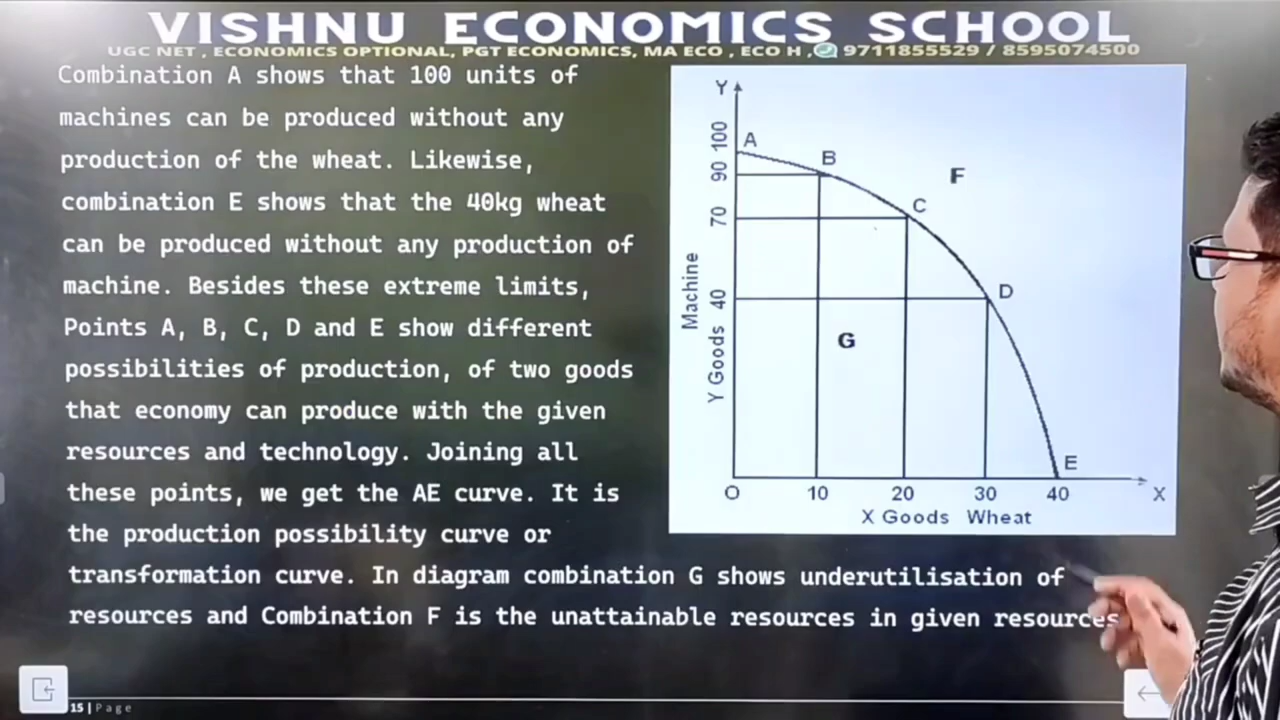 VISHNU ECONOMICS SCHOOL
UGC NET , ECONOMICS OPTIONAL, PGT ECONOMICS, MA ECO , ECO H , 9711855529 / 8595074500
Combination A shows that 100 units of
machines can be produced without any
production of the wheat. Likewise,
combination E shows that the 40kg wheat
can be produced without any production of
machine. Besides these extreme limits,
Points A, B, C, D and E show different
possibilities of production, of two goods
that economy can produce with the given
resources and technology. Joining all
these points, we get the AE curve. It is
the production possibility curve or
transformation curve. In diagram combination G shows underutilisation of
resources and Combination F is the unattainable resources in given resources
Y
100
90
70
40
Y Goods Machine
A
B
C
D
E
F
G
O 10 20 30 40 X
X Goods Wheat
15 | Page